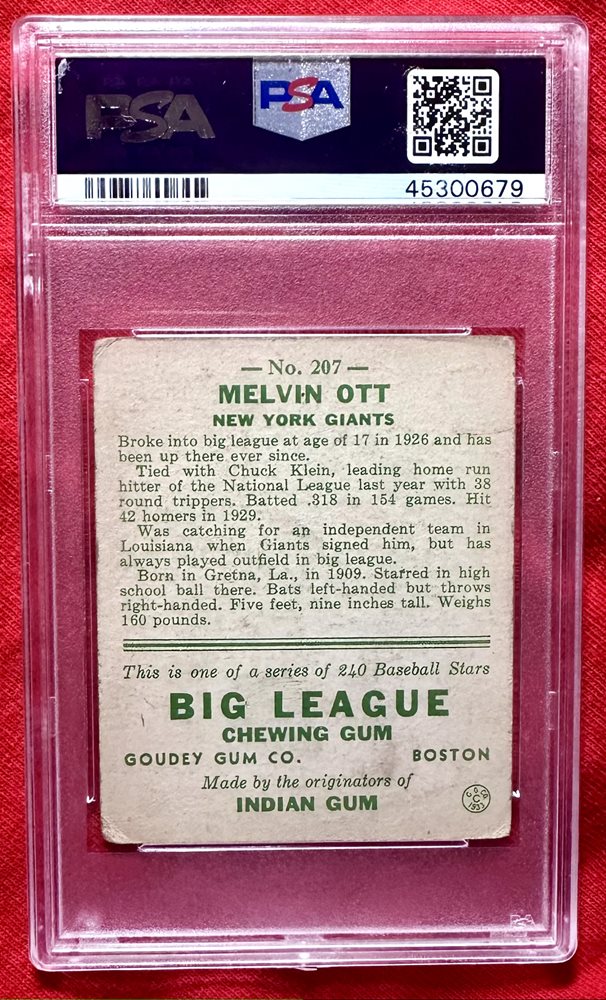 PSA
PSA
45300679
— No. 207 —
MELVIN OTT
NEW YORK GIANTS
Broke into big league at age of 17 in 1926 and has
been up there ever since.
Tied with Chuck Klein, leading home run
hitter of the National League last year with 38
round trippers. Batted .318 in 154 games. Hit
42 homers in 1929.
Was catching for an independent team in
Louisiana when Giants signed him, but has
always played outfield in big league.
Born in Gretna, La., in 1909. Starred in high
school ball there. Bats left-handed but throws
right-handed. Five feet, nine inches tall. Weighs
160 pounds.
This is one of a series of 240 Baseball Stars
BIG LEAGUE
CHEWING GUM
GOUDEY GUM CO. BOSTON
Made by the originators of
INDIAN GUM
C
1933
PSA